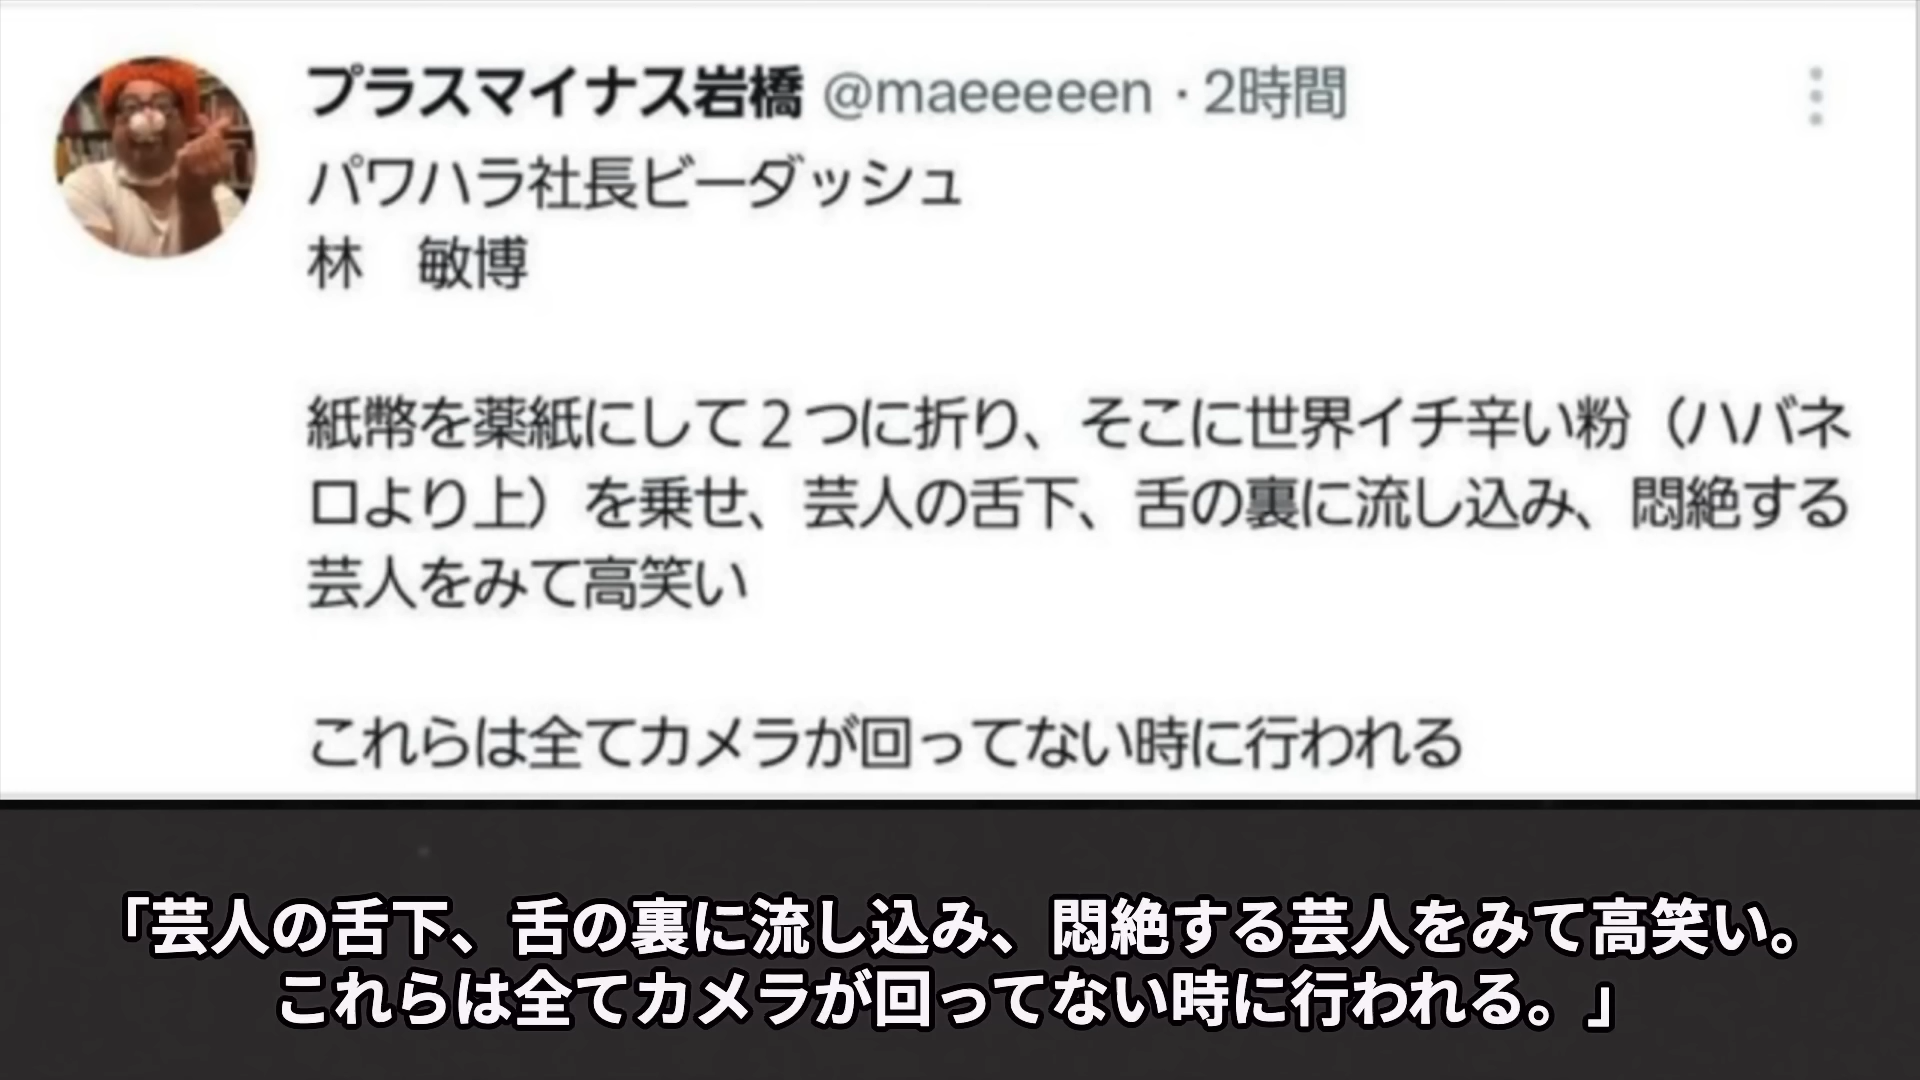 プラスマイナス岩橋 @maeeeeen · 2時間
パワハラ社長ビーダッシュ
林　敏博
紙幣を薬紙にして２つに折り、そこに世界イチ辛い粉（ハバネ
ロより上）を乗せ、芸人の舌下、舌の裏に流し込み、悶絶する
芸人をみて高笑い
これらは全てカメラが回ってない時に行われる
「芸人の舌下、舌の裏に流し込み、悶絶する芸人をみて高笑い。
これらは全てカメラが回ってない時に行われる。」